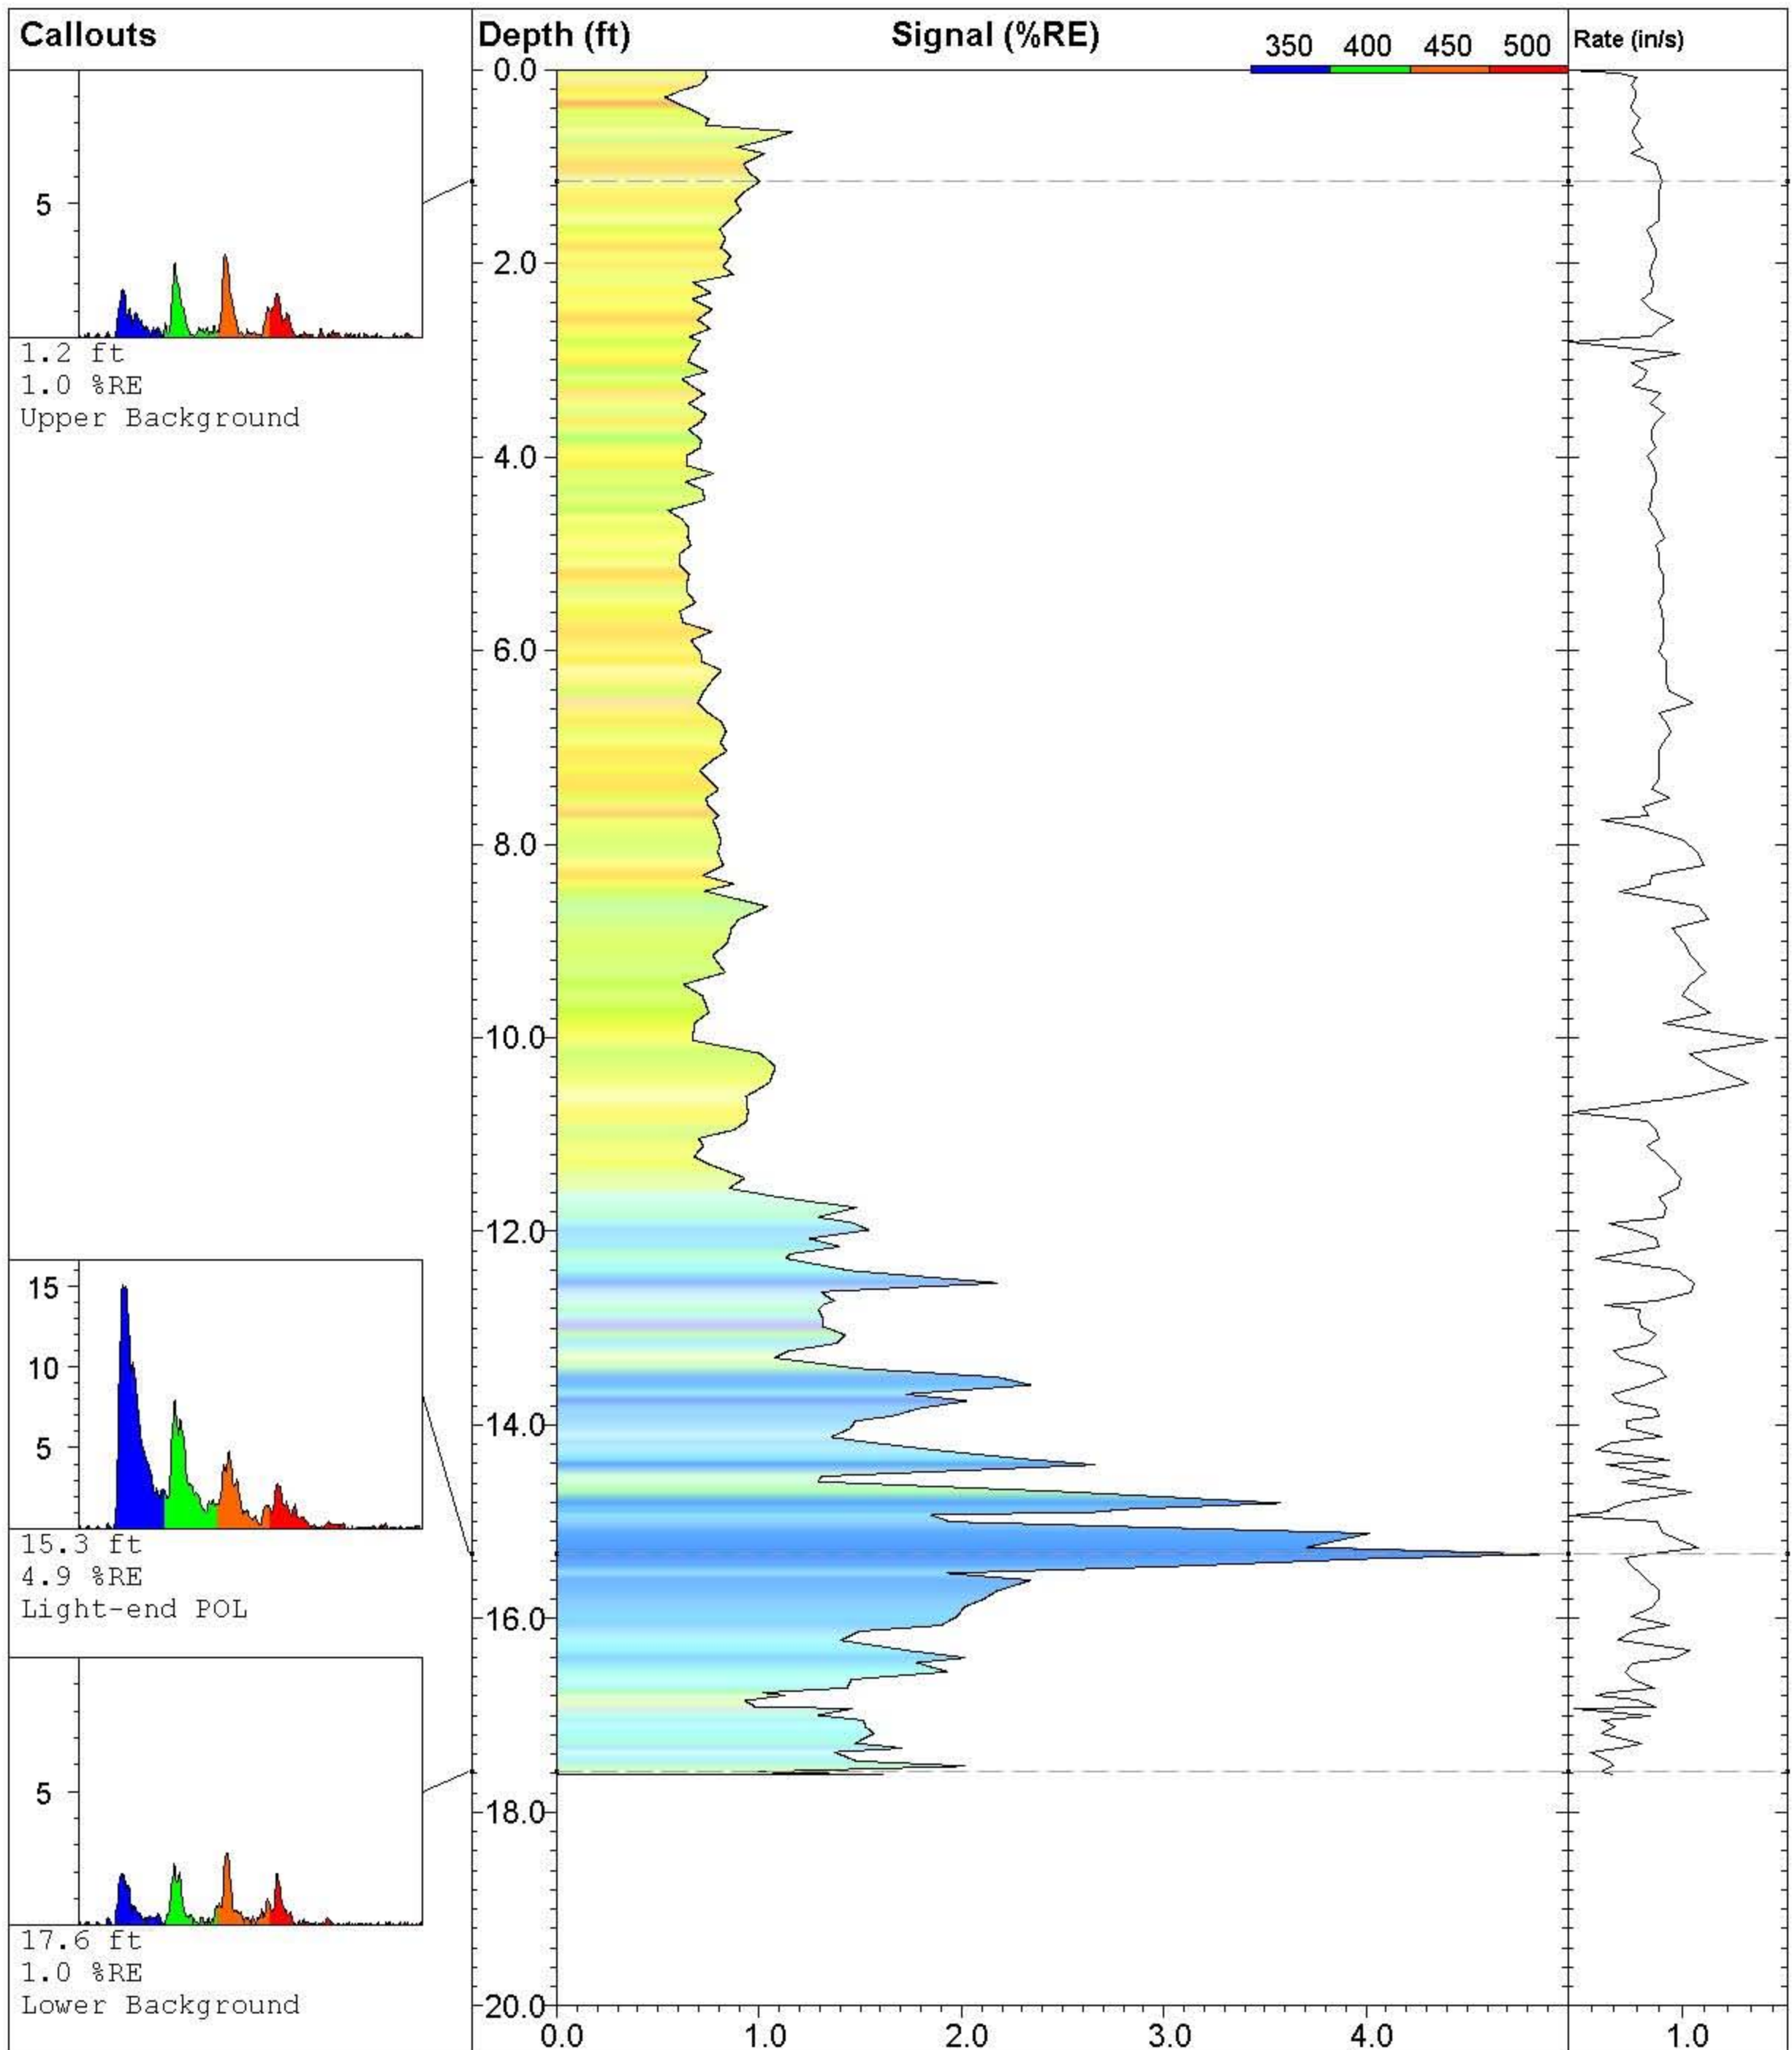 Callouts
Depth (ft)
Signal (%RE)
350 400 450 500
Rate (in/s)
5
1.2 ft
1.0 %RE
Upper Background
15
10
5
15.3 ft
4.9 %RE
Light-end POL
5
17.6 ft
1.0 %RE
Lower Background
0.0
2.0
4.0
6.0
8.0
10.0
12.0
14.0
16.0
18.0
20.0
0.0 1.0 2.0 3.0 4.0
1.0